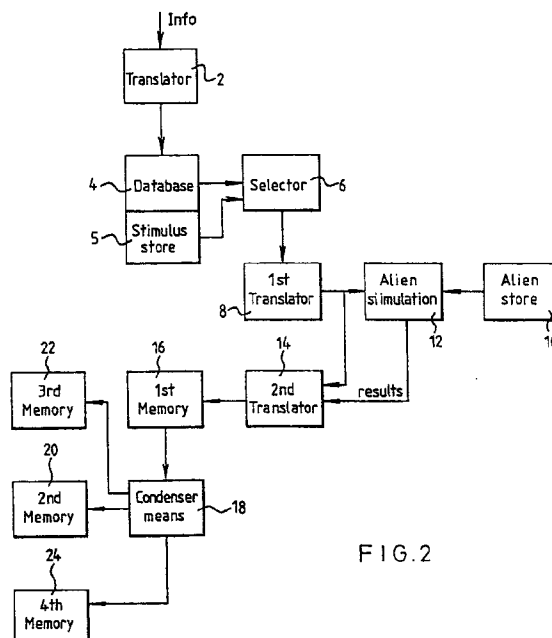 Info
Translator
2
4
Database
Selector
6
5
Stimulus
store
1st
Translator
8
Alien
stimulation
12
Alien
store
10
22
3rd
Memory
16
1st
Memory
14
2nd
Translator
results
20
2nd
Memory
Condenser
means
18
24
4th
Memory
FIG.2